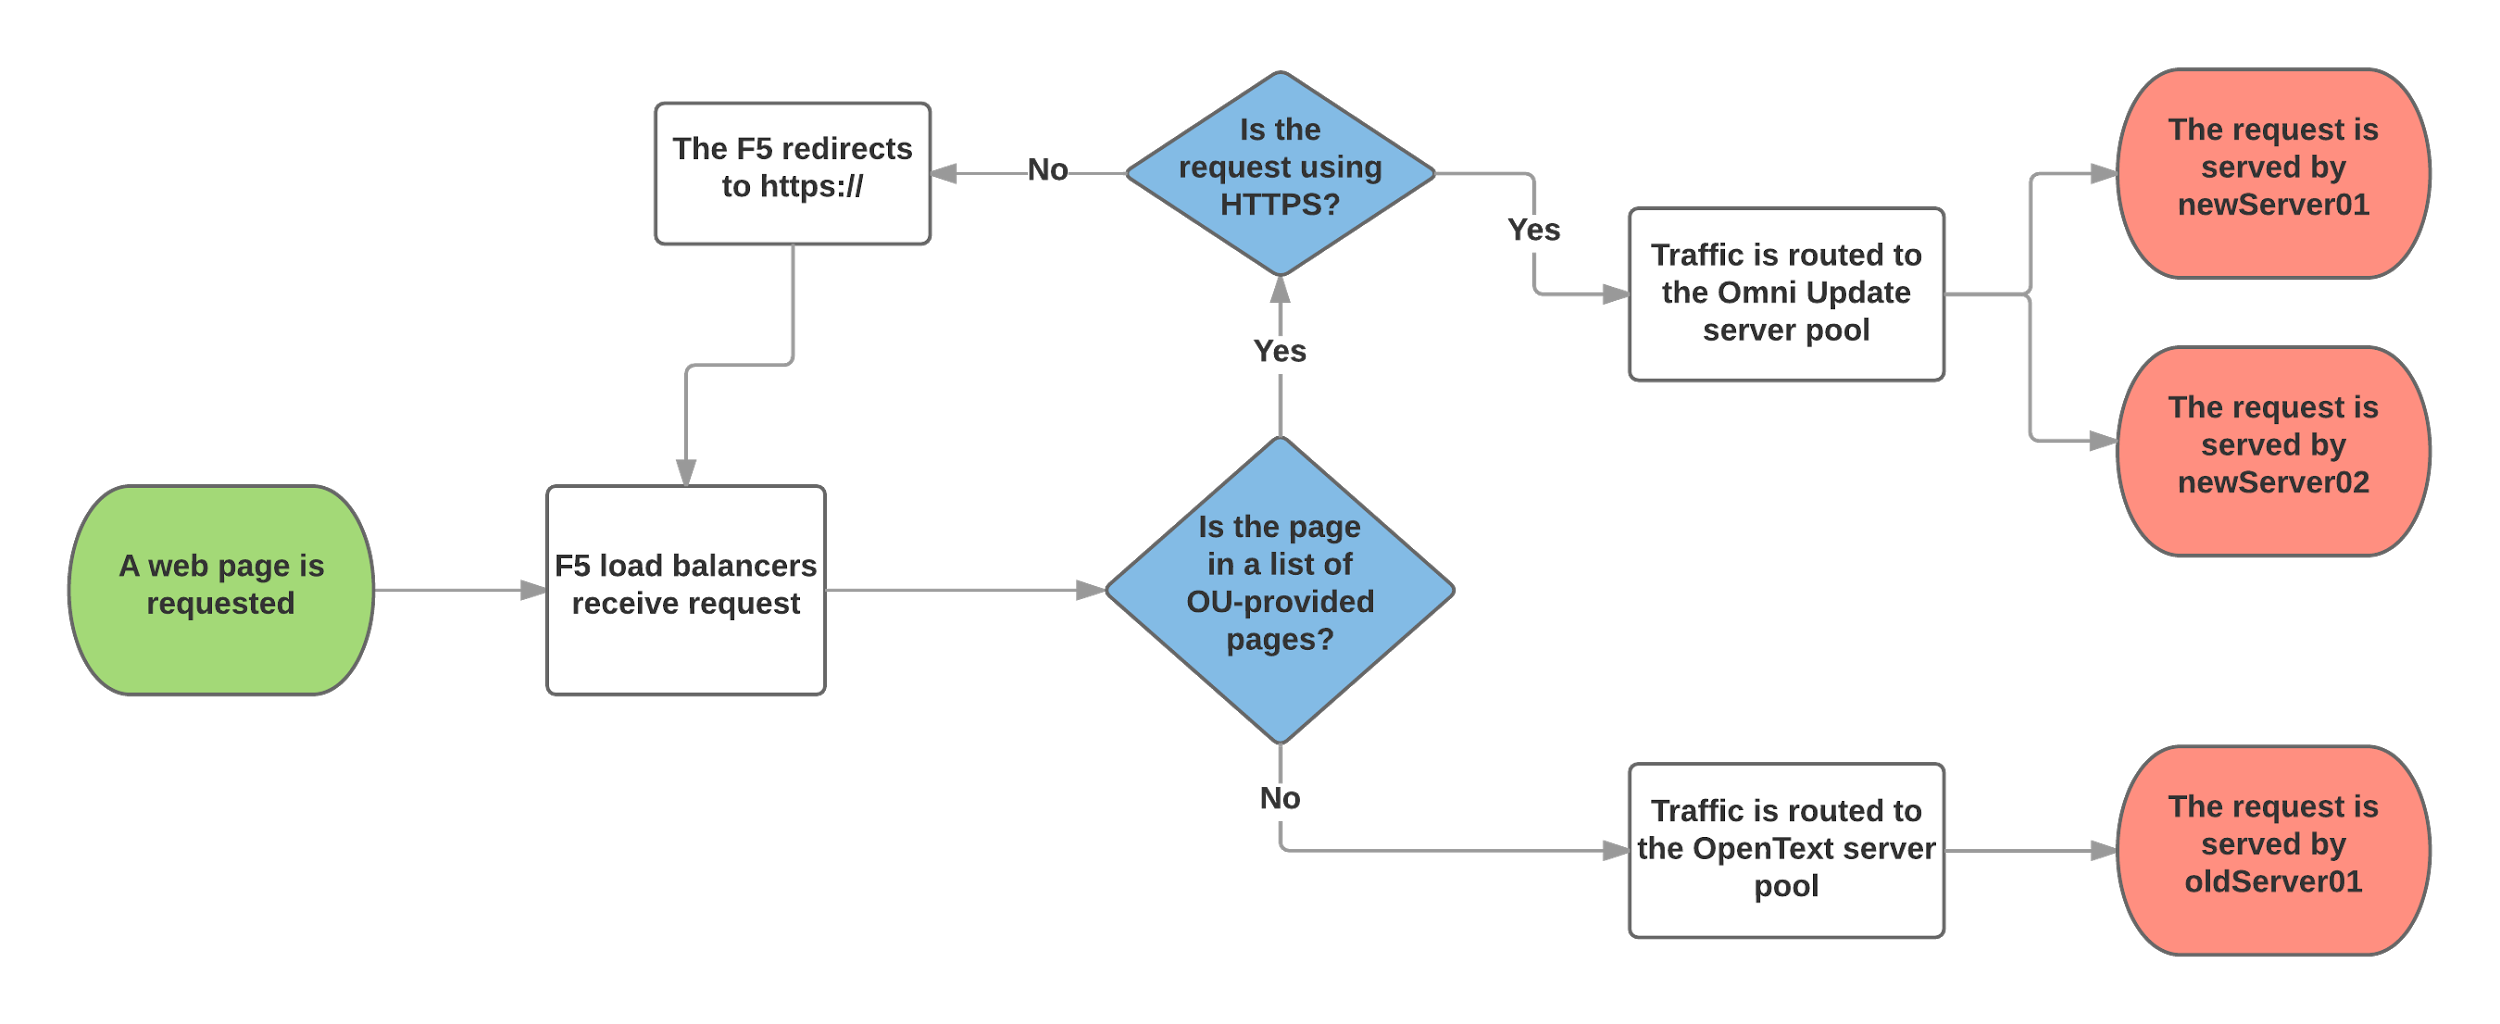 The F5 redirects
to https://
No
Is the
request using
HTTPS?
Yes
Traffic is routed to
the Omni Update
server pool
The request is
served by
newServer01
The request is
served by
newServer02
Yes
A web page is
requested
F5 load balancers
receive request
Is the page
in a list of
OU-provided
pages?
No
Traffic is routed to
the OpenText server
pool
The request is
served by
oldServer01